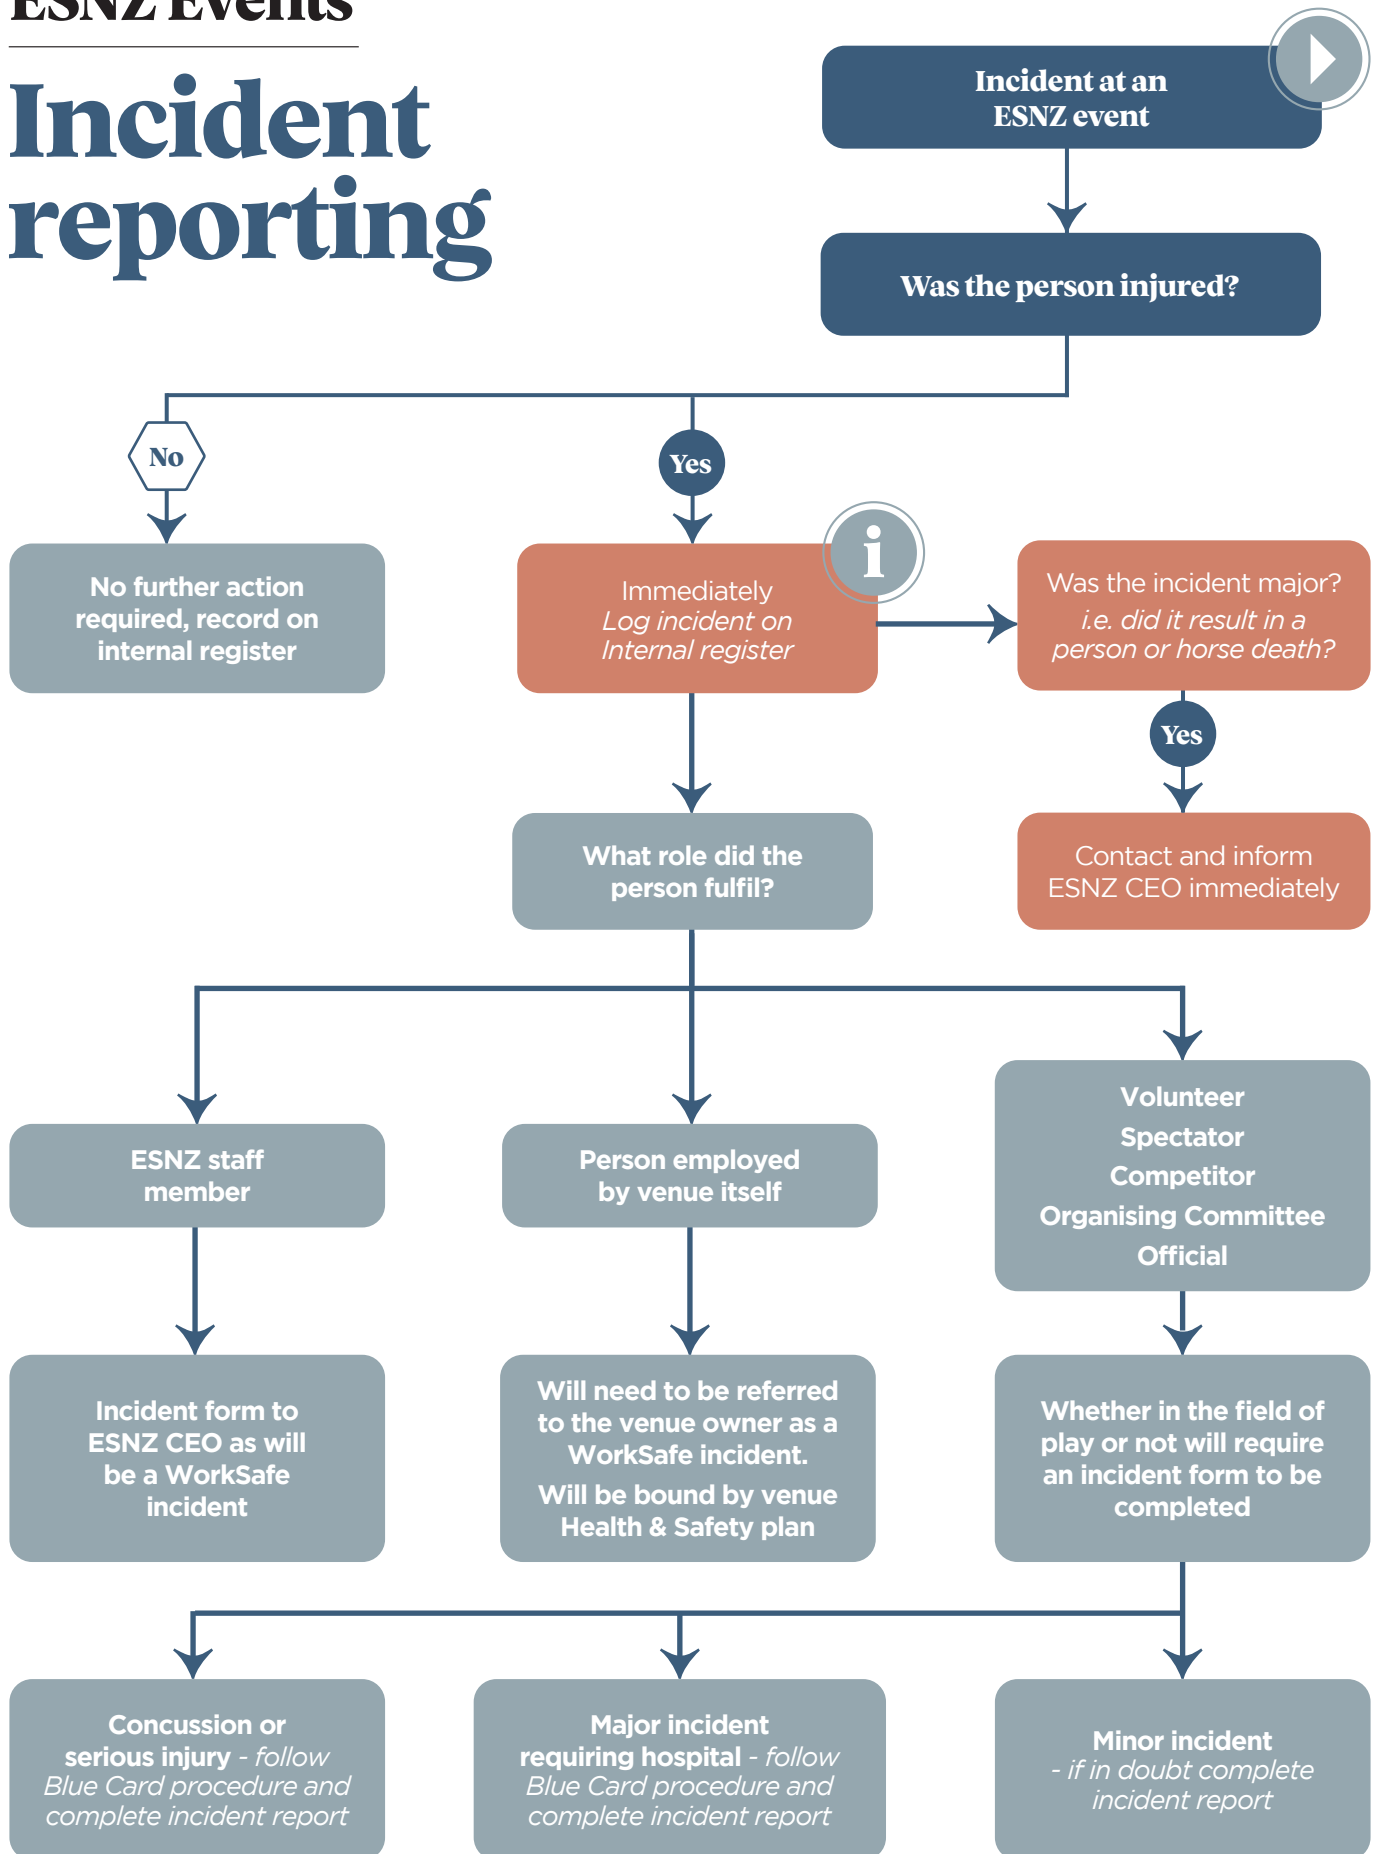 ESNZ Events
Incident
reporting
Incident at an
ESNZ event
Was the person injured?
No
Yes
No further action
required, record on
internal register
Immediately
Log incident on
Internal register
i
Was the incident major?
i.e. did it result in a
person or horse death?
Yes
What role did the
person fulfil?
Contact and inform
ESNZ CEO immediately
ESNZ staff
member
Person employed
by venue itself
Volunteer
Spectator
Competitor
Organising Committee
Official
Incident form to
ESNZ CEO as will
be a WorkSafe
incident
Will need to be referred
to the venue owner as a
WorkSafe incident.
Will be bound by venue
Health & Safety plan
Whether in the field of
play or not will require
an incident form to be
completed
Concussion or
serious injury - follow
Blue Card procedure and
complete incident report
Major incident
requiring hospital - follow
Blue Card procedure and
complete incident report
Minor incident
- if in doubt complete
incident report